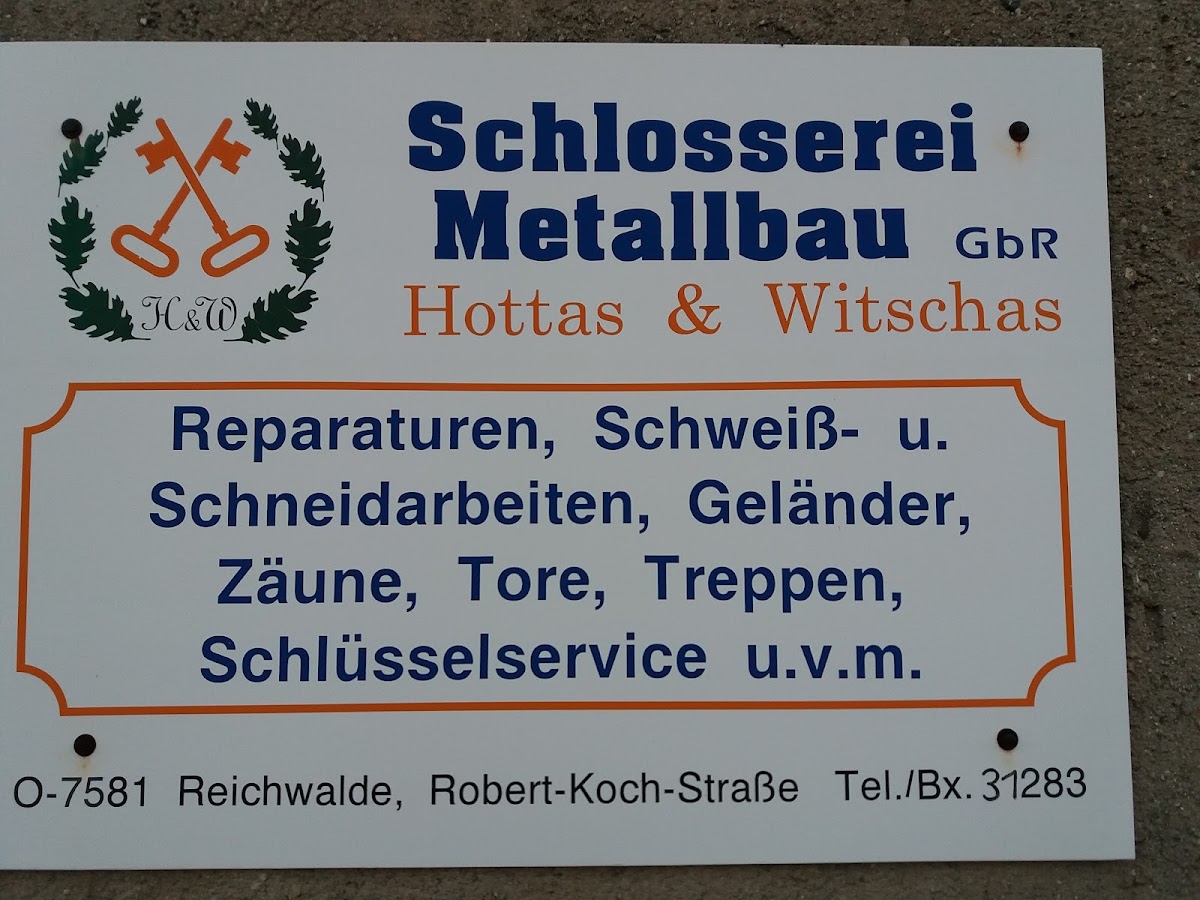 H&W
Schlosserei
Metallbau GbR
Hottas & Witschas
Reparaturen, Schweiß- u.
Schneidarbeiten, Geländer,
Zäune, Tore, Treppen,
Schlüsselservice u.v.m.
O-7581 Reichwalde, Robert-Koch-Straße Tel./Bx. 31283